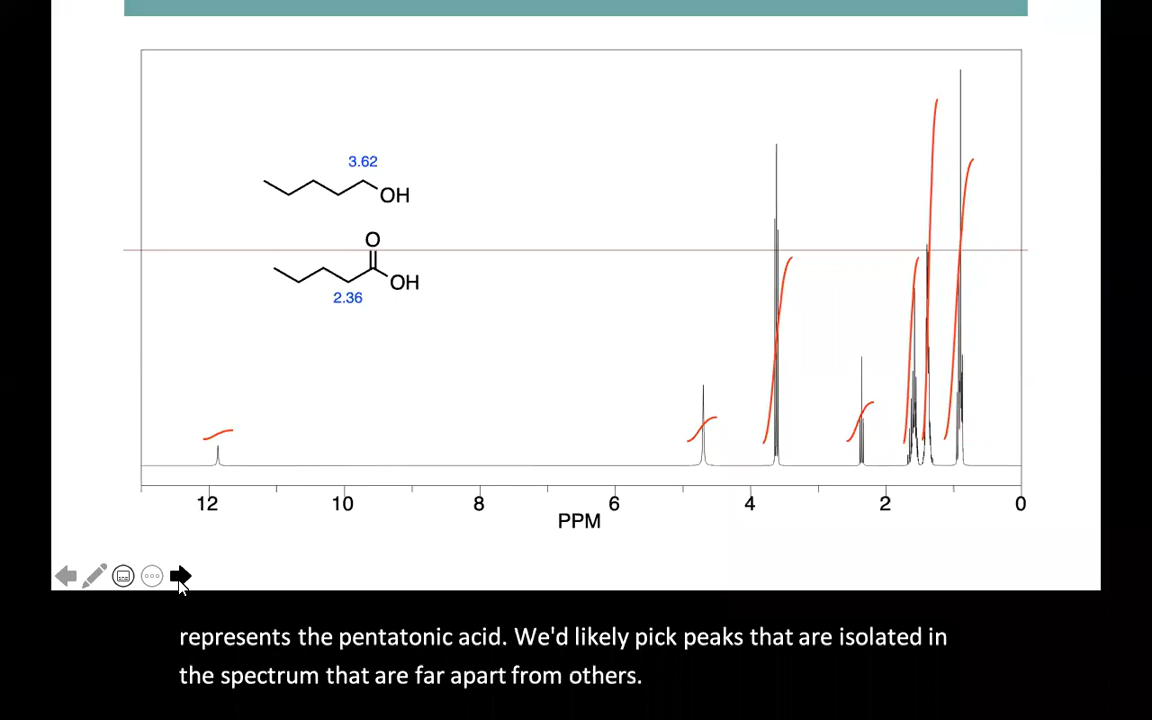 3.62
OH
O
OH
2.36
12 10 8 6 4 2 0
PPM
represents the pentatonic acid. We'd likely pick peaks that are isolated in
the spectrum that are far apart from others.